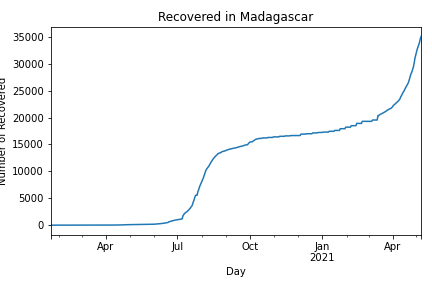 Recovered in Madagascar
Number of Recovered
35000
30000
25000
20000
15000
10000
5000
0
Apr
Jul
Oct
Jan
2021
Apr
Day